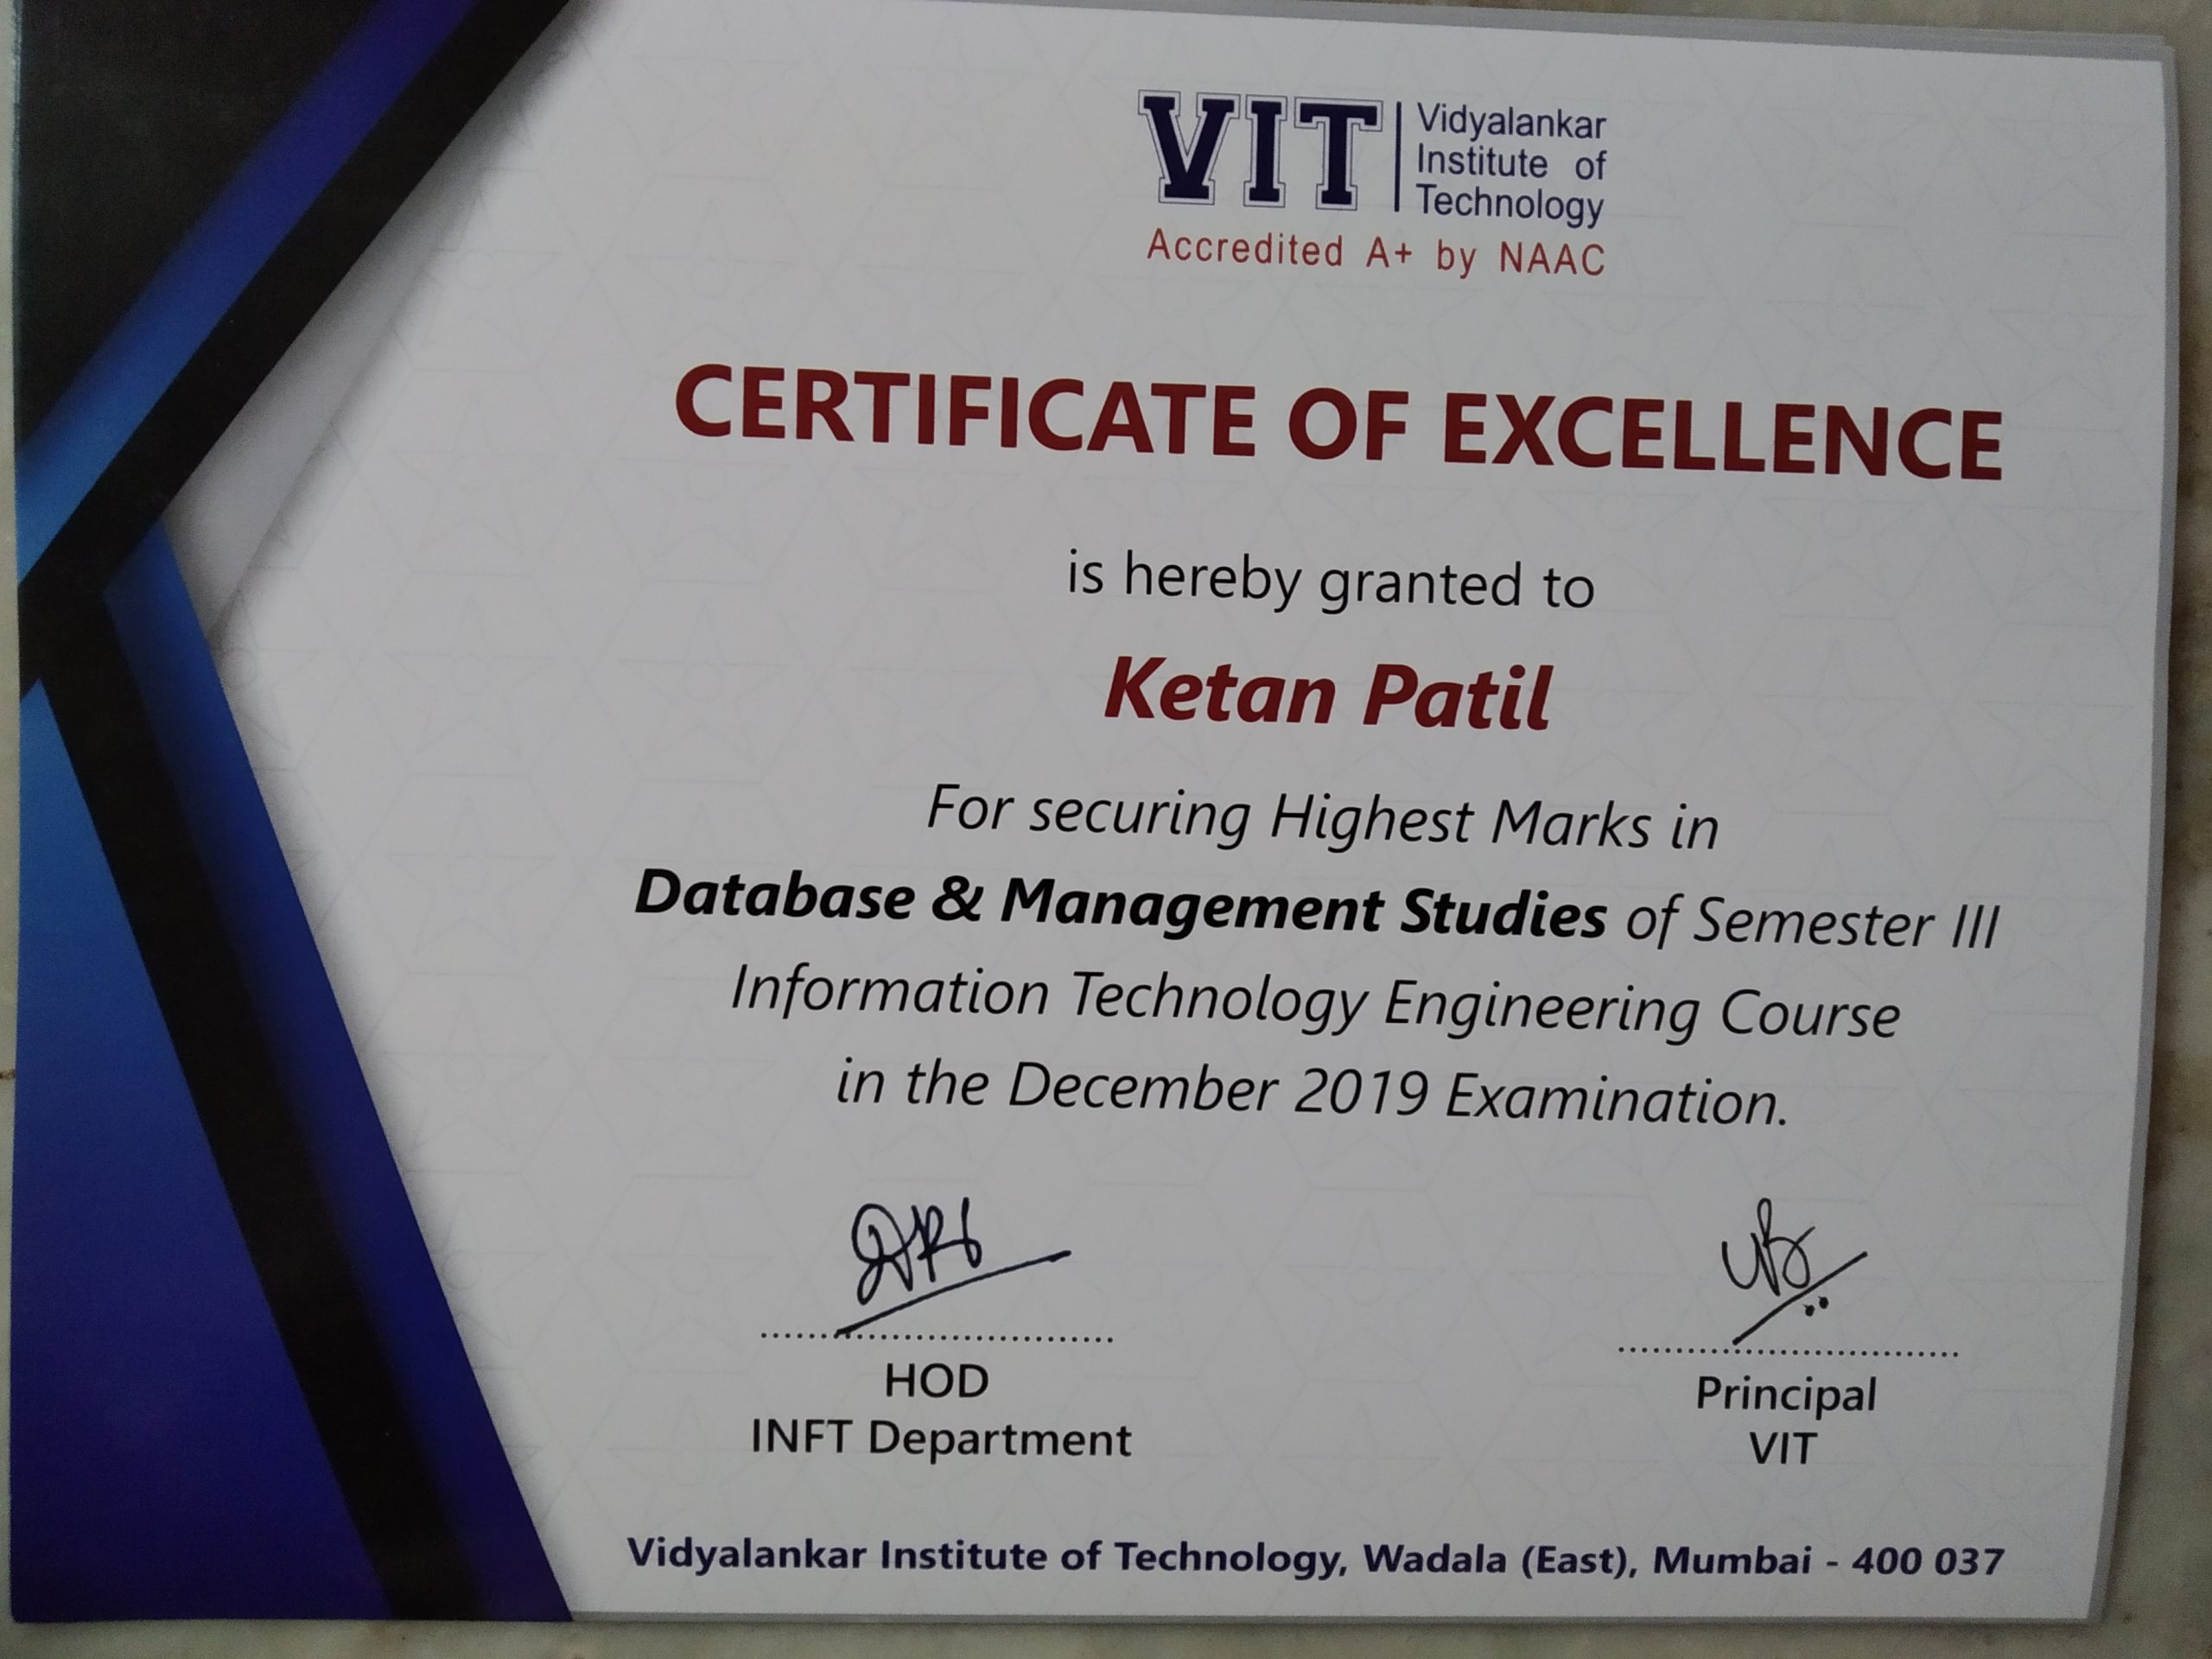 VIT
Vidyalankar
Institute of
Technology
Accredited A+ by NAAC
CERTIFICATE OF EXCELLENCE
is hereby granted to
Ketan Patil
For securing Highest Marks in
Database & Management Studies of Semester III
Information Technology Engineering Course
in the December 2019 Examination.
HOD
INFT Department
Principal
VIT
Vidyalankar Institute of Technology, Wadala (East), Mumbai - 400 037